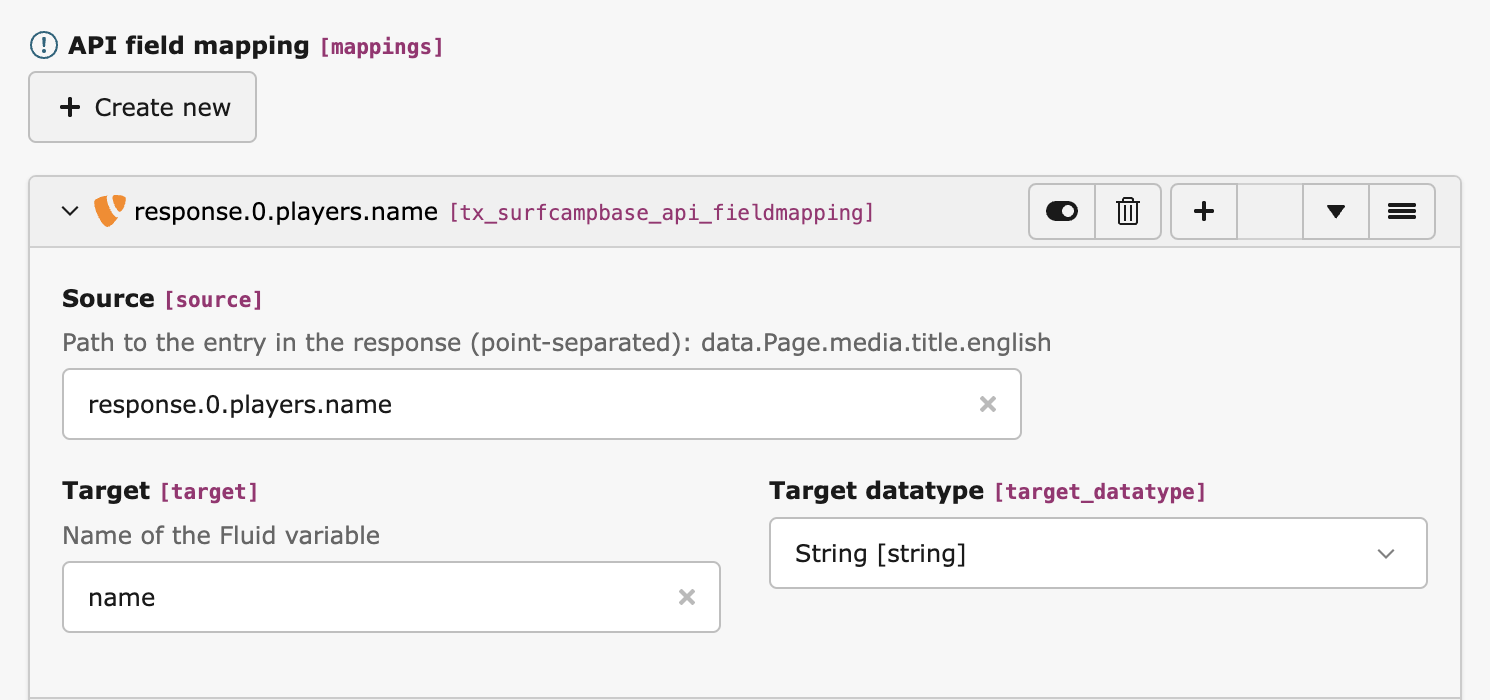 API field mapping [mappings]
Create new
response.0.players.name [tx_surfcampbase_api_fieldmapping]
Source [source]
Path to the entry in the response (point-separated): data.Page.media.title.english
response.0.players.name
Target [target]
Name of the Fluid variable
name
Target datatype [target_datatype]
String [string]